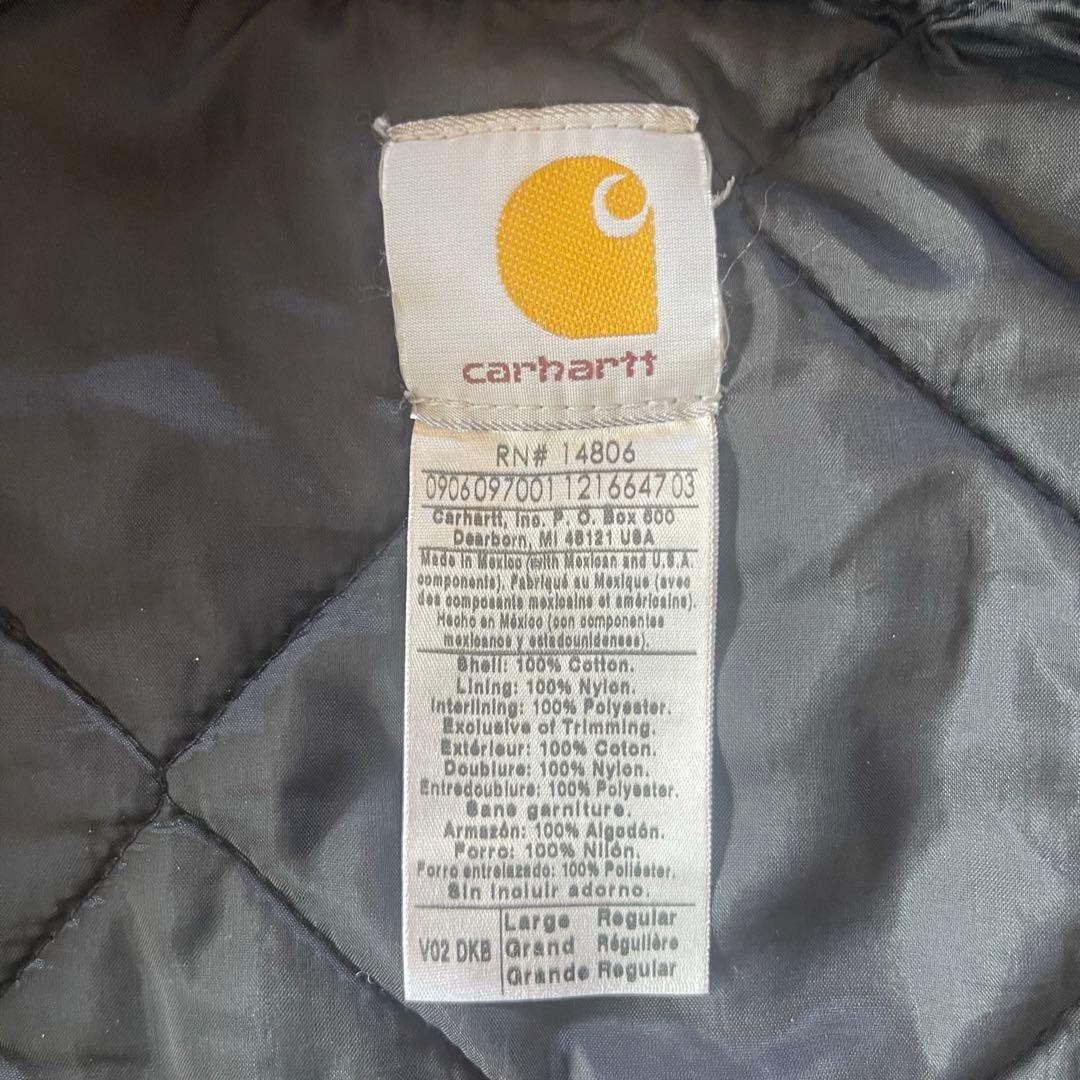 carhartt
RN# 14806
0906097001 121664703
Carhartt, Inc. P. O. Box 600
Dearborn, MI 48121 USA
Made in Mexico (with Mexican and U.S.A
components). Fabriqué au Mexique (avec
des composants mexicains et américains).
Hecho en México (con componentes
mexicanos y estadounidenses).
Shell: 100% Cotton.
Lining: 100% Nylon.
Interlining: 100% Polyester.
Exclusive of Trimming.
Extérieur: 100% Coton.
Doublure: 100% Nylon.
Entredoublure: 100% Polyester.
Sans garniture.
Armazón: 100% Algodón.
Forro: 100% Nilón.
Forro entrelazado: 100% Poliéster.
Sin incluir adorno.
V02 DKB
Large Regular
Grand Régulière
Grande Regular